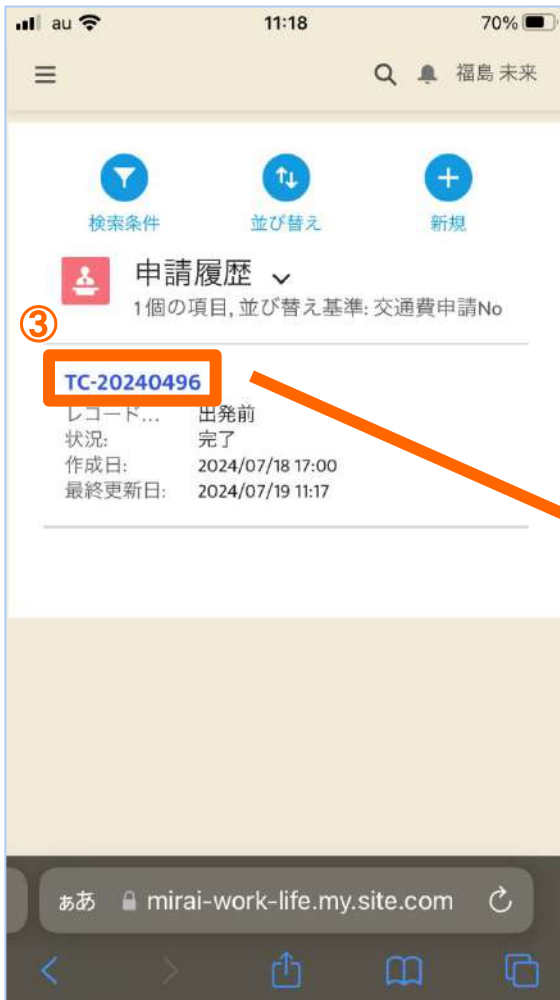 au 11:18 70%
福島 未来
検索条件 並び替え 新規
申請履歴
1個の項目, 並び替え基準: 交通費申請No
③
TC-20240496
レコード... 出発前
状況: 完了
作成日: 2024/07/18 17:00
最終更新日: 2024/07/19 11:17
ぁあ mirai-work-life.my.site.com